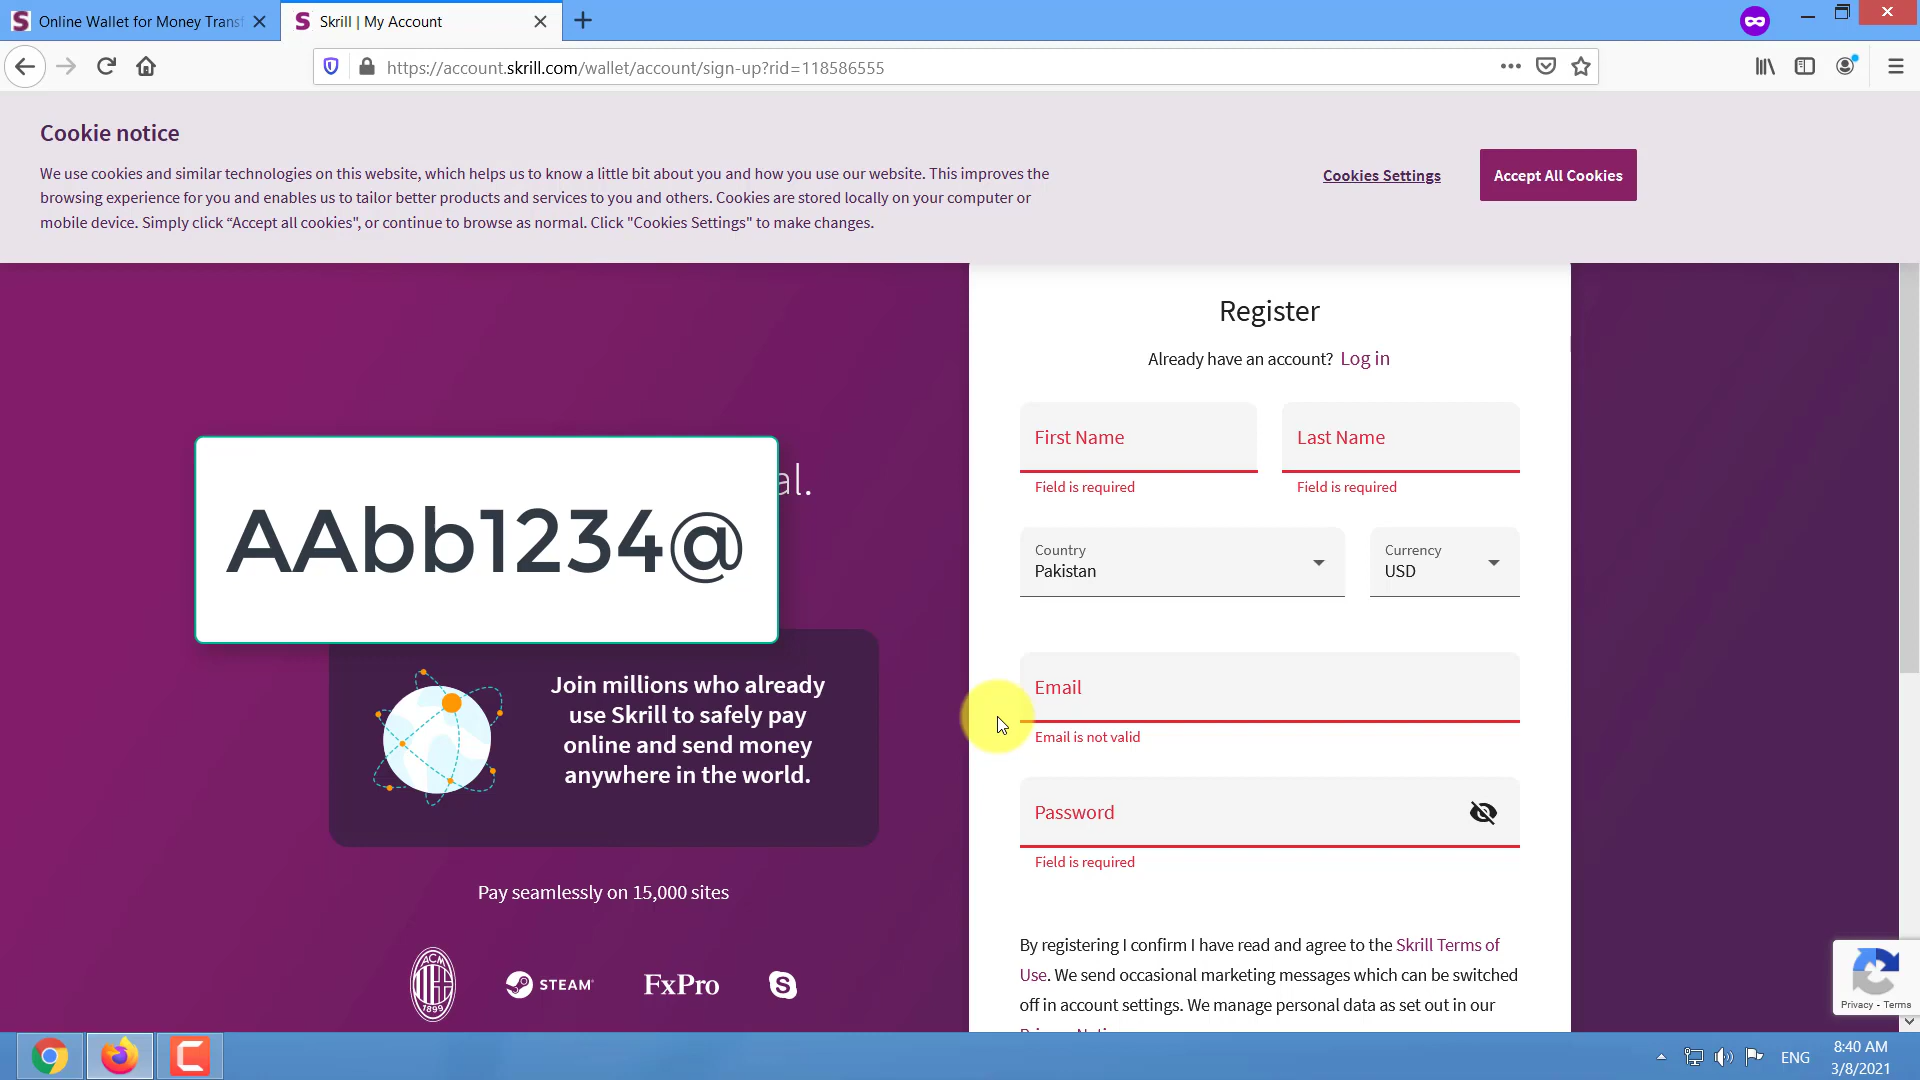 Online Wallet for Money Transf
Skrill | My Account
https://account.skrill.com/wallet/account/sign-up?rid=118586555
Cookie notice
We use cookies and similar technologies on this website, which helps us to know a little bit about you and how you use our website. This improves the
browsing experience for you and enables us to tailor better products and services to you and others. Cookies are stored locally on your computer or
mobile device. Simply click “Accept all cookies", or continue to browse as normal. Click "Cookies Settings" to make changes.
Cookies Settings
Accept All Cookies
al.
AAbb1234@
Join millions who already
use Skrill to safely pay
online and send money
anywhere in the world.
Pay seamlessly on 15,000 sites
ACM
1899
STEAM
FxPro
Register
Already have an account? Log in
First Name
Last Name
Field is required
Field is required
Country
Pakistan
Currency
USD
Email
Email is not valid
Password
Field is required
By registering I confirm I have read and agree to the Skrill Terms of
Use. We send occasional marketing messages which can be switched
off in account settings. We manage personal data as set out in our
Privacy - Terms
ENG
8:40 AM
3/8/2021